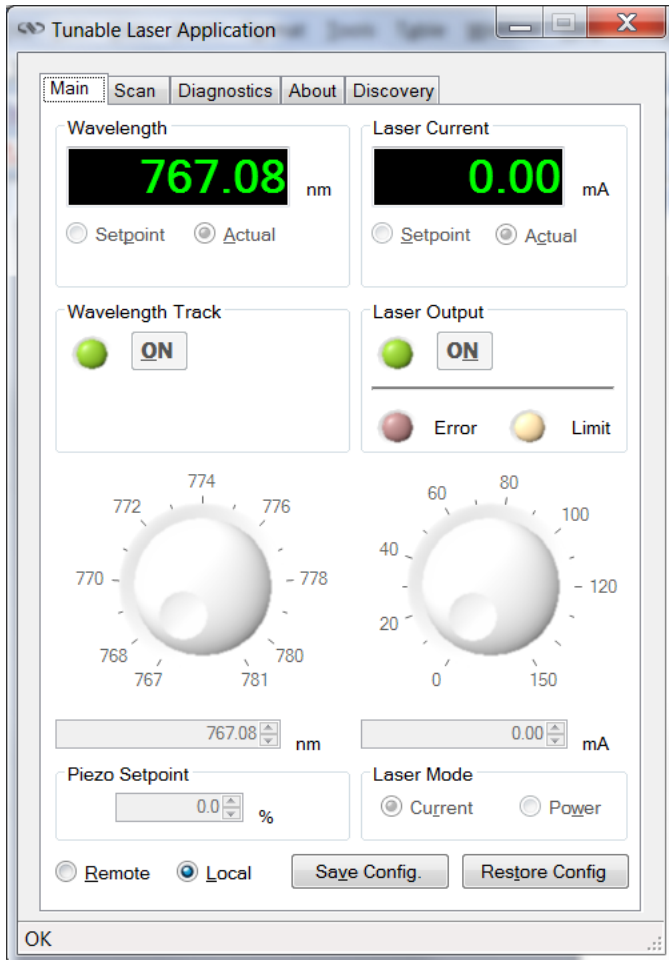 Tunable Laser Application
Main Scan Diagnostics About Discovery
Wavelength
767.08 nm
Setpoint Actual
Laser Current
0.00 mA
Setpoint Actual
Wavelength Track
ON
Laser Output
ON
Error Limit
774
772 776
770 778
768 780
767 781
80
60 100
40
120
20
0 150
767.08 nm
0.00 mA
Piezo Setpoint
0.0 %
Laser Mode
Current Power
Remote Local Save Config. Restore Config
OK